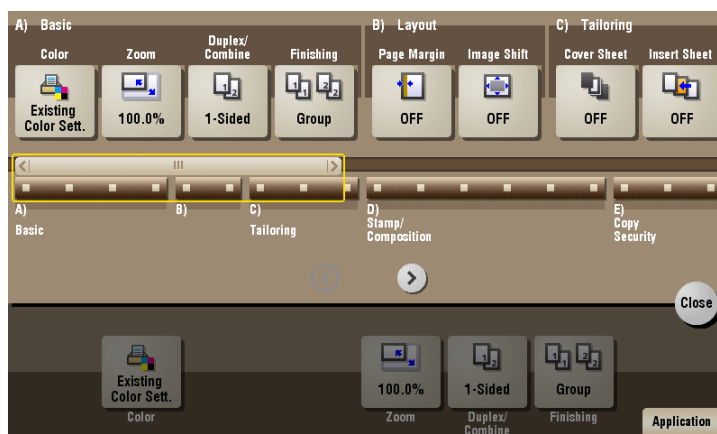 A) Basic
B) Layout
C) Tailoring
Color
Zoom
Duplex/
Combine
Finishing
Page Margin
Image Shift
Cover Sheet
Insert Sheet
Existing
Color Sett.
100.0%
1-Sided
Group
OFF
OFF
OFF
OFF
A)
Basic
B)
C)
Tailoring
D)
Stamp/
Composition
E)
Copy
Security
Close
Existing
Color Sett.
100.0%
1-Sided
Group
Color
Zoom
Duplex/
Combine
Finishing
Application